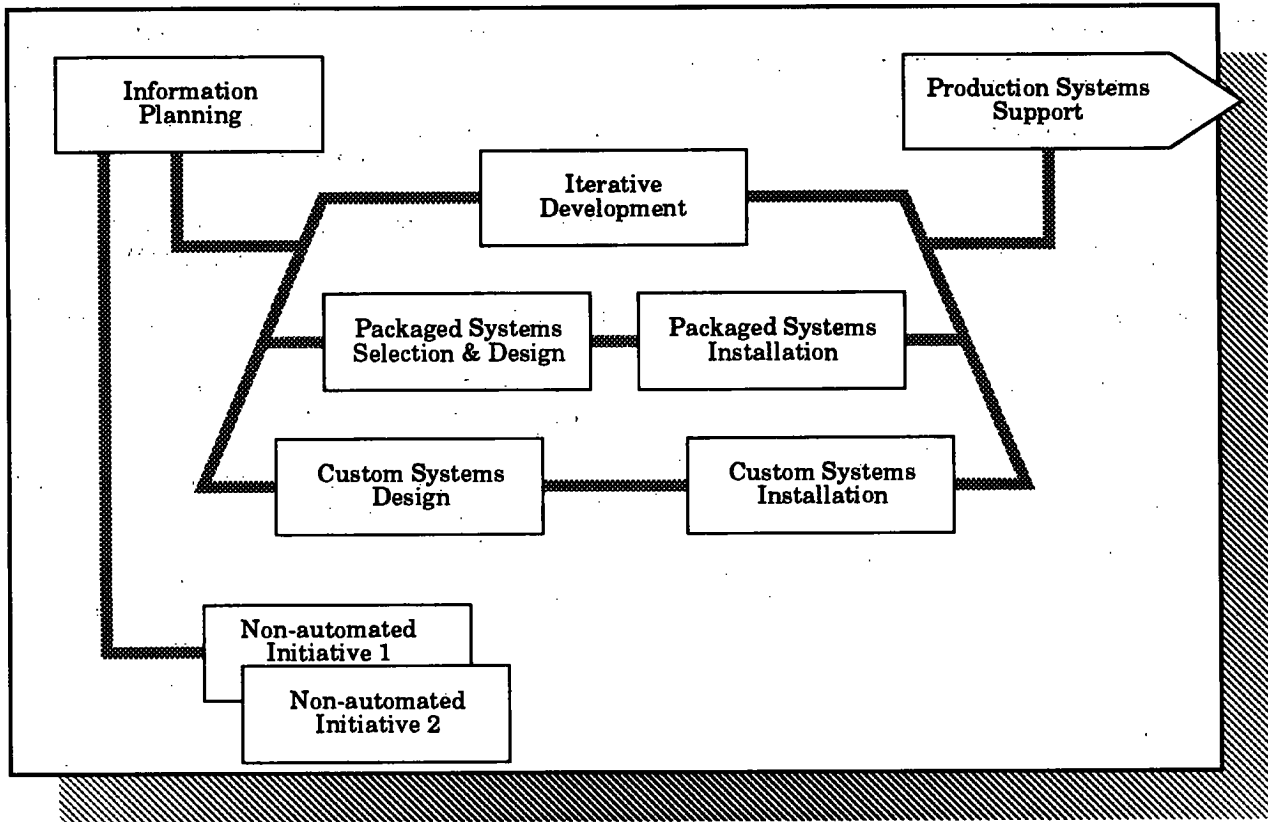 Information
Planning
Production Systems
Support
Iterative
Development
Packaged Systems
Selection & Design
Packaged Systems
Installation
Custom Systems
Design
Custom Systems
Installation
Non-automated
Initiative 1
Non-automated
Initiative 2